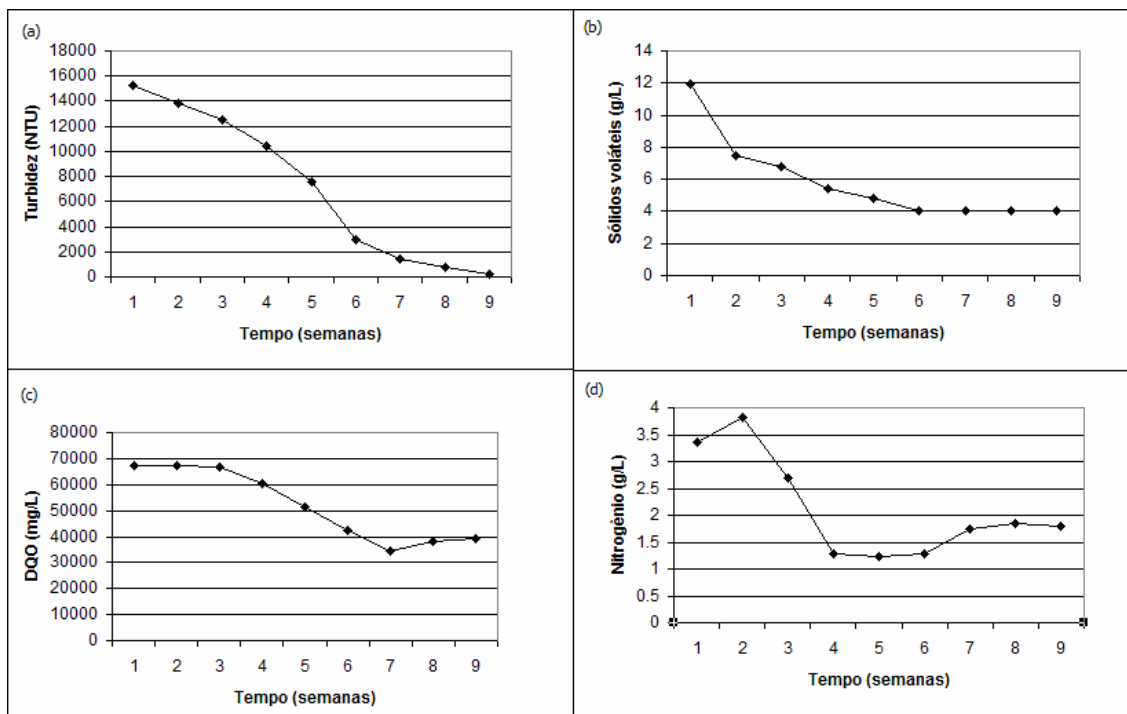 (a)
18000
16000
14000
12000
10000
8000
6000
4000
2000
0
Turbidez (NTU)
1 2 3 4 5 6 7 8 9
Tempo (semanas)
(b)
14
12
10
8
6
4
2
0
Sólidos voláteis (g/L)
1 2 3 4 5 6 7 8 9
Tempo (semanas)
(c)
80000
70000
60000
50000
40000
30000
20000
10000
0
DQO (mg/L)
1 2 3 4 5 6 7 8 9
Tempo (semanas)
(d)
4
3.5
3
2.5
2
1.5
1
0.5
0
Nitrogênio (g/L)
1 2 3 4 5 6 7 8 9
Tempo (semanas)